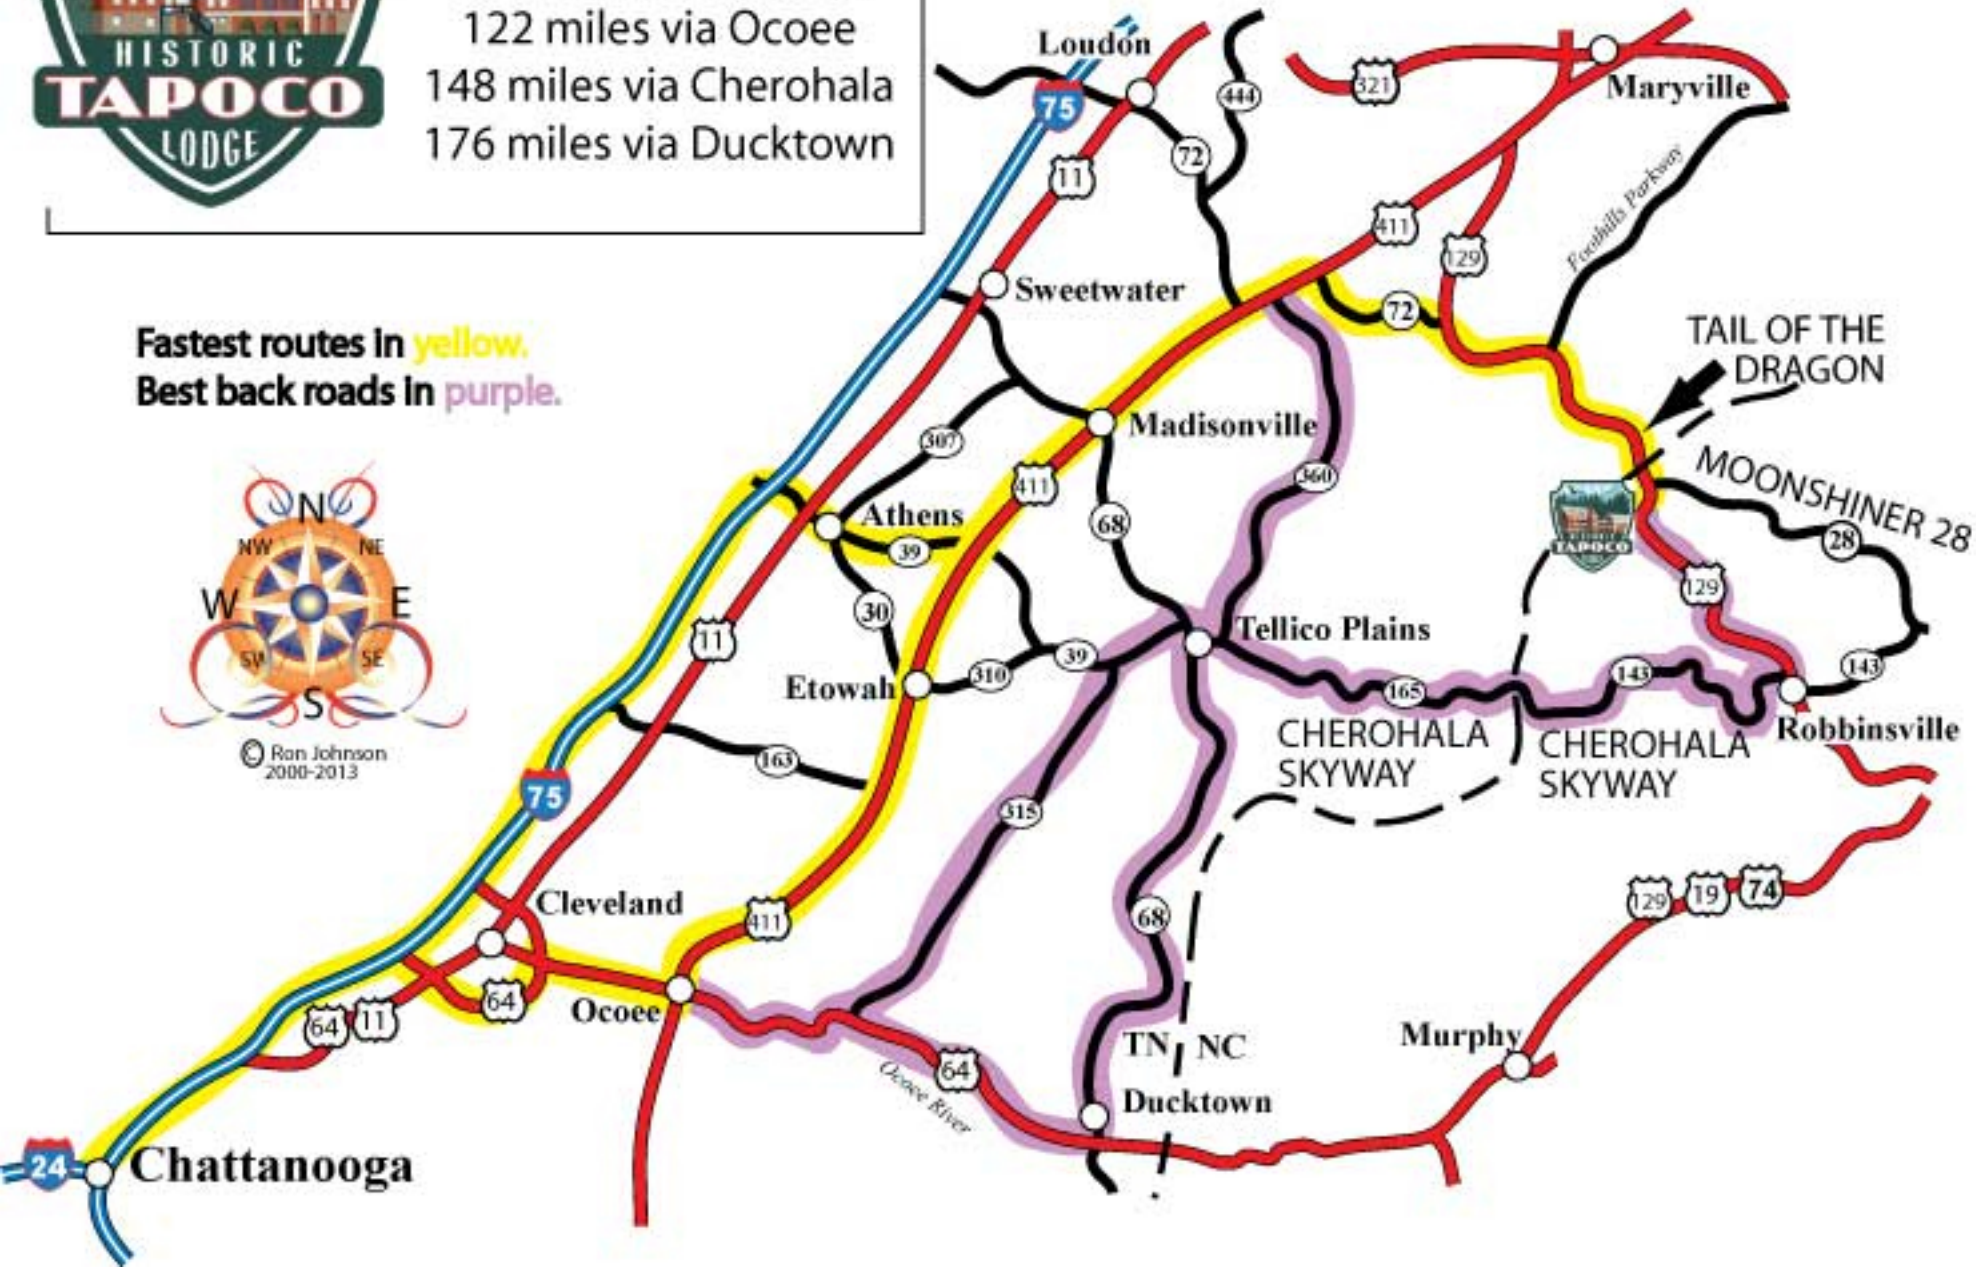 HISTORIC
TAPOCO
LODGE
122 miles via Ocoee
148 miles via Cherohala
176 miles via Ducktown
Fastest routes in yellow.
Best back roads in purple.
N
NW
NE
W
E
SW
SE
S
© Ron Johnson
2000-2013
Loudon
75
11
72
444
321
Maryville
411
129
Foothills Parkway
Sweetwater
72
TAIL OF THE
DRAGON
Madisonville
307
411
360
MOONSHINER 28
28
TAPOCO
Athens
39
68
30
11
129
Tellico Plains
Etowah
310
39
165
143
143
Robbinsville
CHEROHALA
SKYWAY
CHEROHALA
SKYWAY
163
75
315
Cleveland
411
68
129
19
74
64
64
11
Ocoee
TN
NC
Murphy
64
Ocoee River
Ducktown
24
Chattanooga